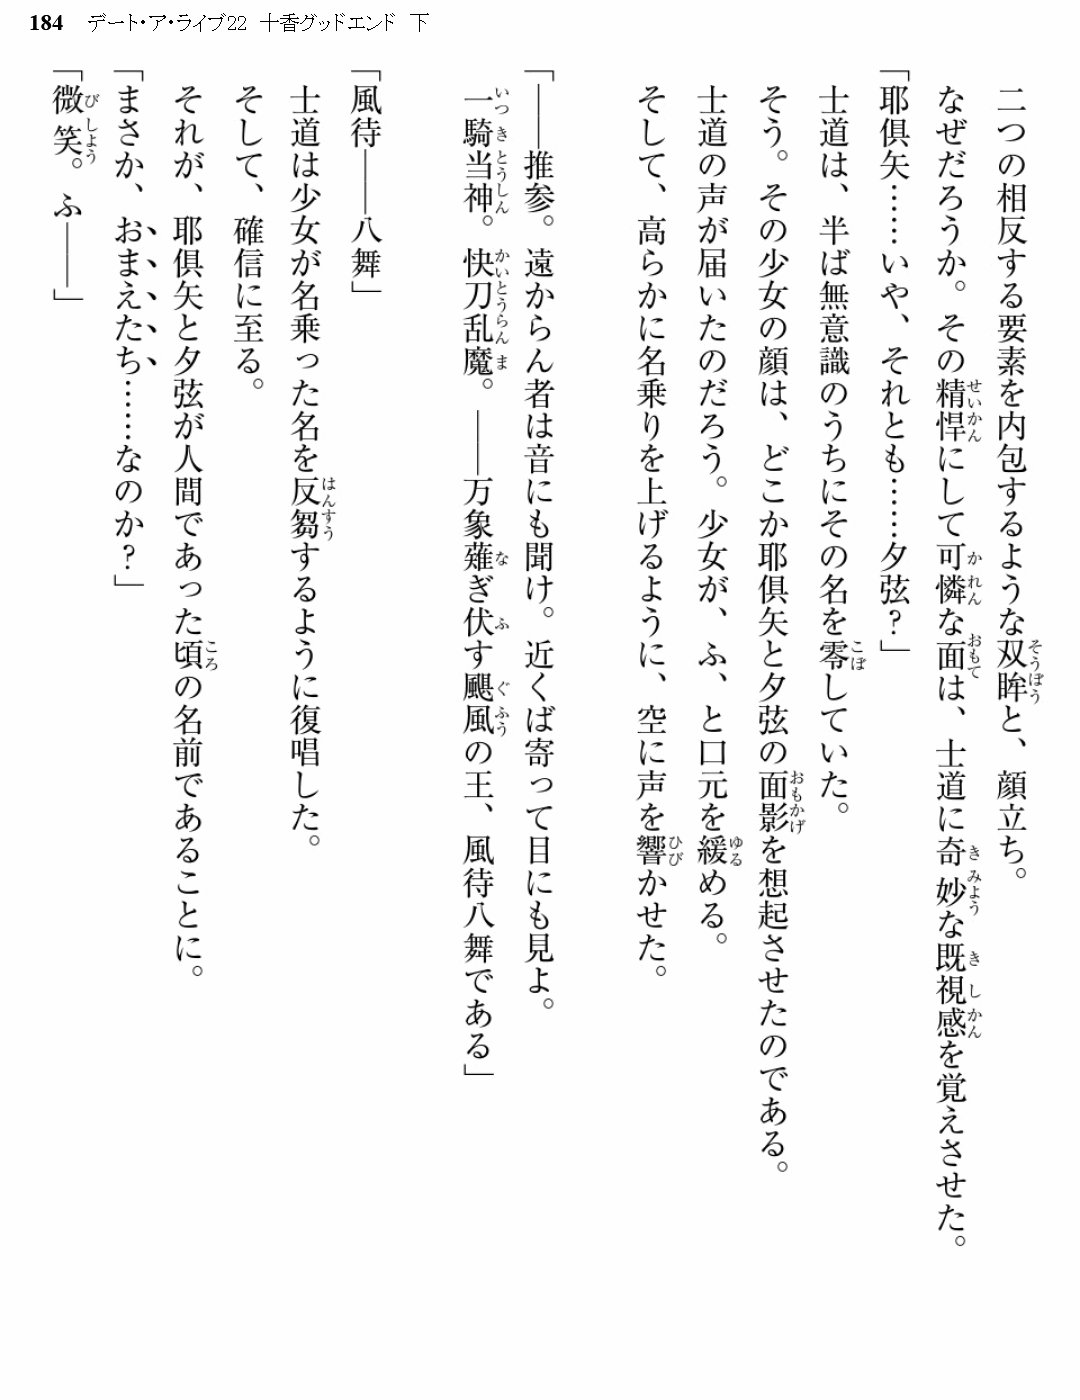 184 デート・ア・ライブ22 十香グッドエンド 下
二つの相反する要素を内包するような双眸と、顔立ち。
なぜだろうか。その精悍にして可憐な面は、士道に奇妙な既視感を覚えさせた。
「耶倶矢……いや、それとも……夕弦？」
士道は、半ば無意識のうちにその名を零していた。
そう。その少女の顔は、どこか耶倶矢と夕弦の面影を想起させたのである。
士道の声が届いたのだろう。少女が、ふ、と口元を緩める。
そして、高らかに名乗りを上げるように、空に声を響かせた。
「――推参。遠からん者は音にも聞け。近くば寄って目にも見よ。
一騎当神。快刀乱魔。――万象薙ぎ伏す颶風の王、風待八舞である」
「風待――八舞」
士道は少女が名乗った名を反芻するように復唱した。
そして、確信に至る。
それが、耶倶矢と夕弦が人間であった頃の名前であることに。
「まさか、おまえたち……なのか？」
「微笑。ふ――」